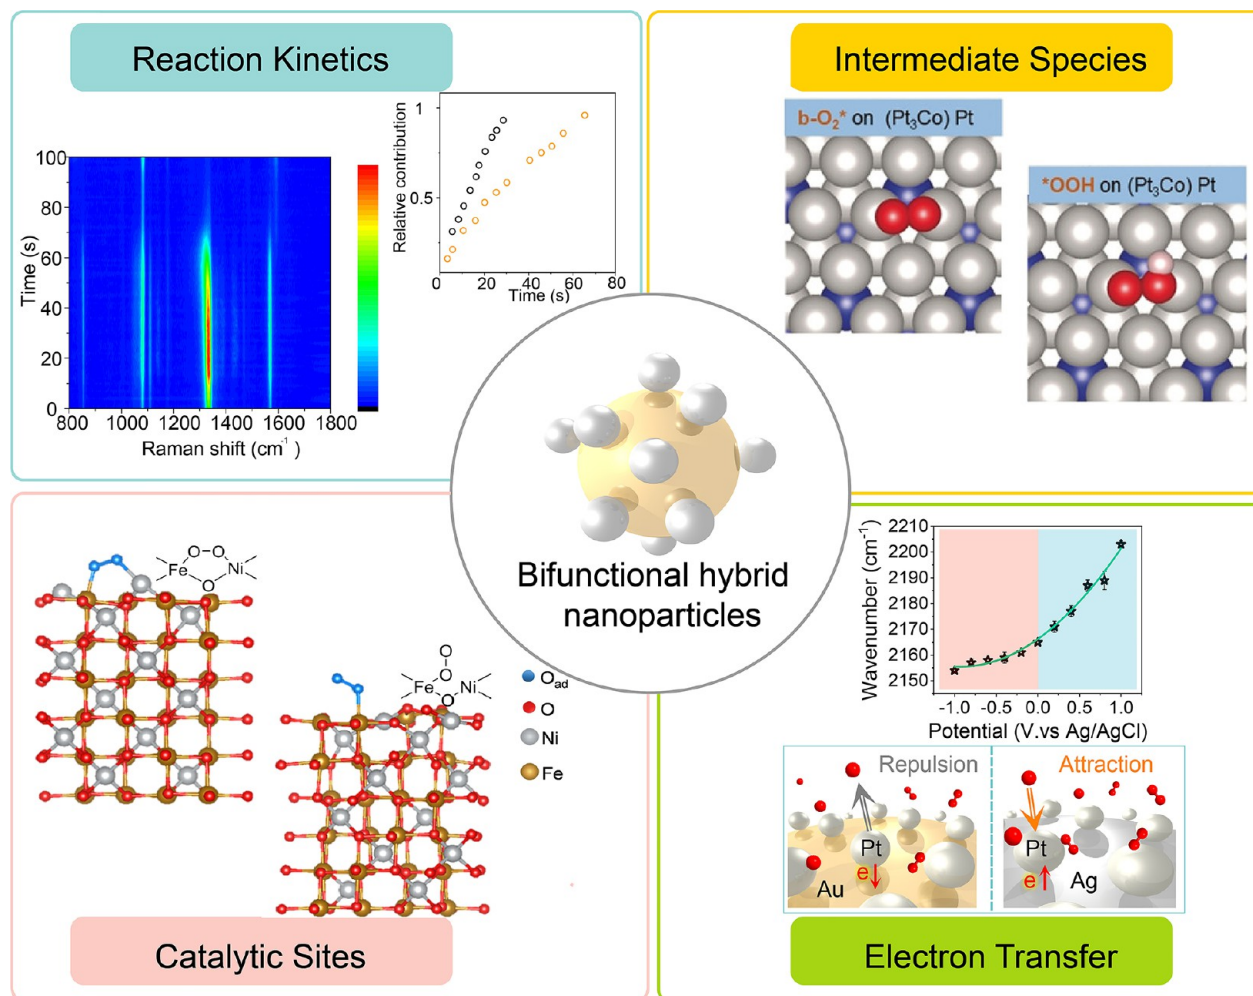 Reaction Kinetics
Intermediate Species
100
80
60
40
20
0
Time (s)
800 1000 1200 1400 1600 1800
Raman shift (cm⁻¹)
1
0.5
Relative contribution
0 20 40 60 80
Time (s)
b-O₂* on (Pt₃Co) Pt
*OOH on (Pt₃Co) Pt
Bifunctional hybrid
nanoparticles
O O
Fe O Ni
O
O
Fe Ni
O
O_ad
O
Ni
Fe
Catalytic Sites
2210
2200
2190
2180
2170
2160
2150
Wavenumber (cm⁻¹)
-1.0 -0.5 0.0 0.5 1.0
Potential (V.vs Ag/AgCl)
Repulsion
Pt
e
Au
Attraction
Pt
e
Ag
Electron Transfer